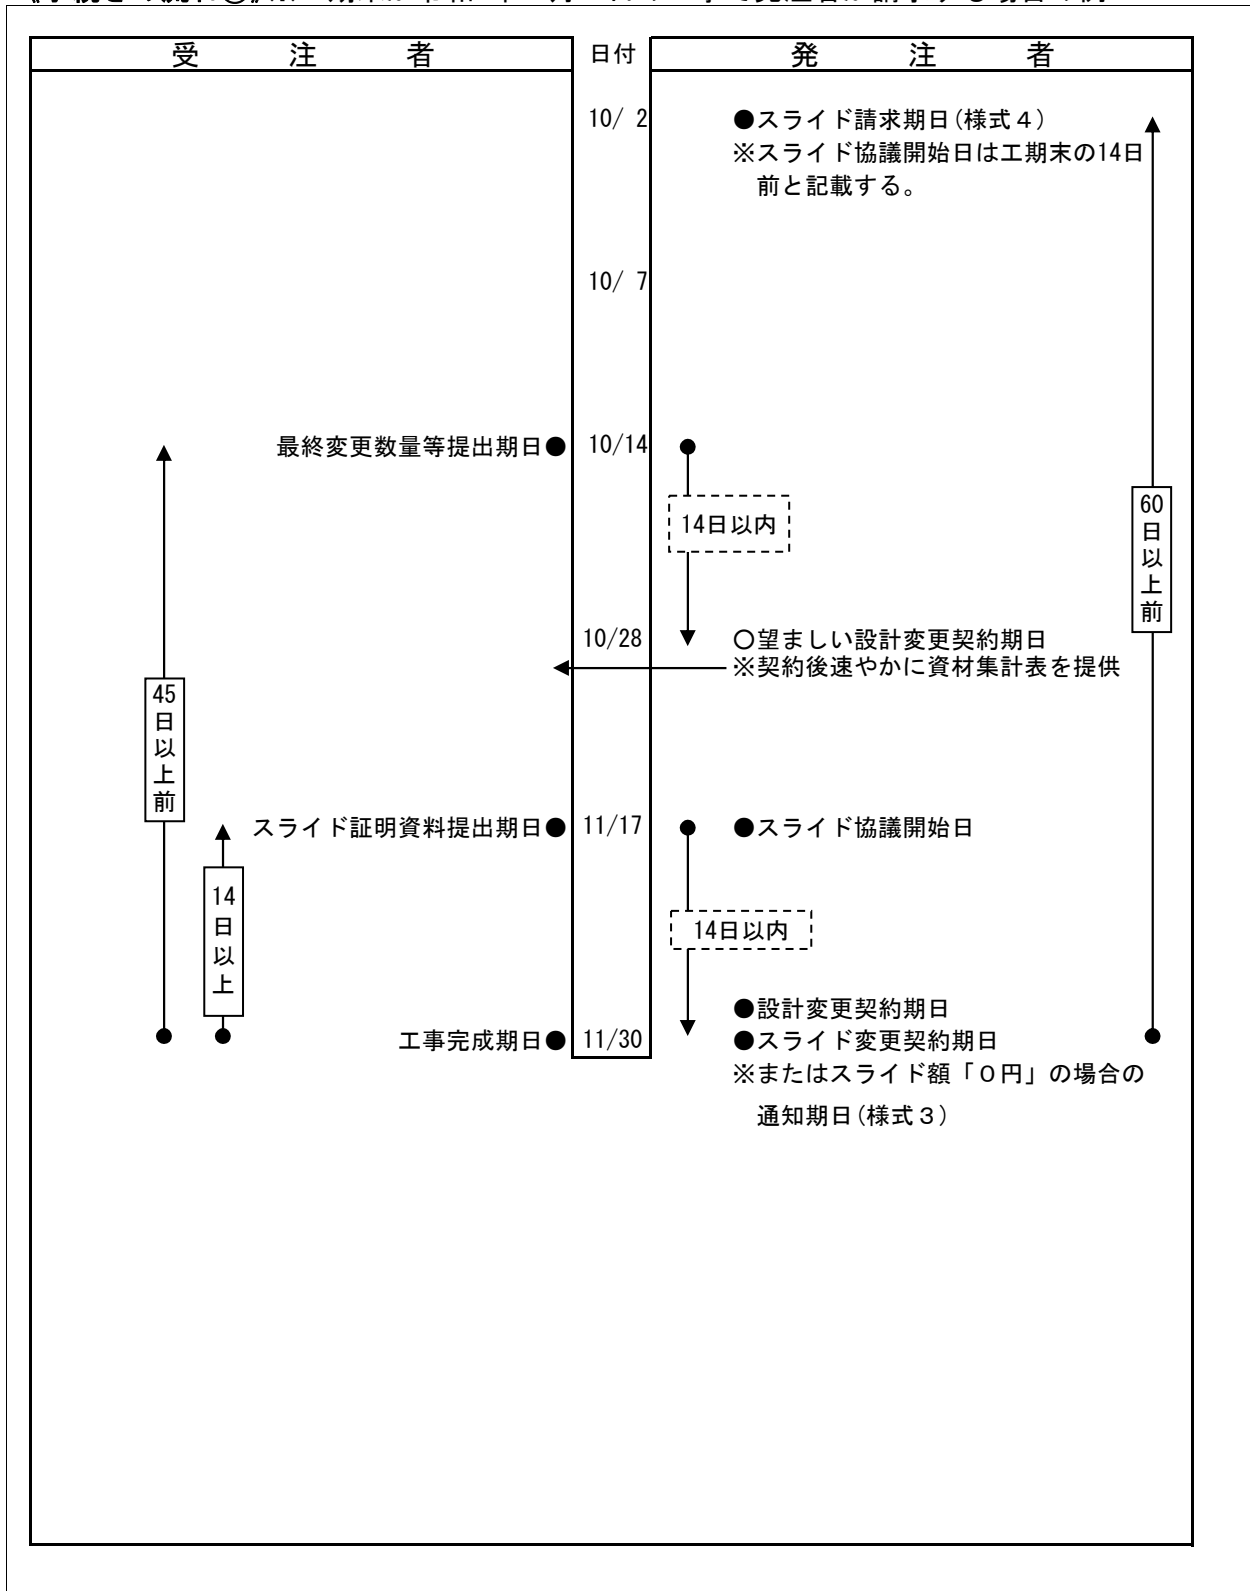 受　注　者　日付　発　注　者
10/ 2　●スライド請求期日(様式４)
※スライド協議開始日は工期末の14日
前と記載する。
10/ 7
最終変更数量等提出期日●　10/14
14日以内
60日以上前
10/28　○望ましい設計変更契約期日
※契約後速やかに資材集計表を提供
45日以上前
スライド証明資料提出期日●　11/17　●スライド協議開始日
14日以上
14日以内
●設計変更契約期日
工事完成期日●　11/30　●スライド変更契約期日
※またはスライド額「０円」の場合の
通知期日(様式３)